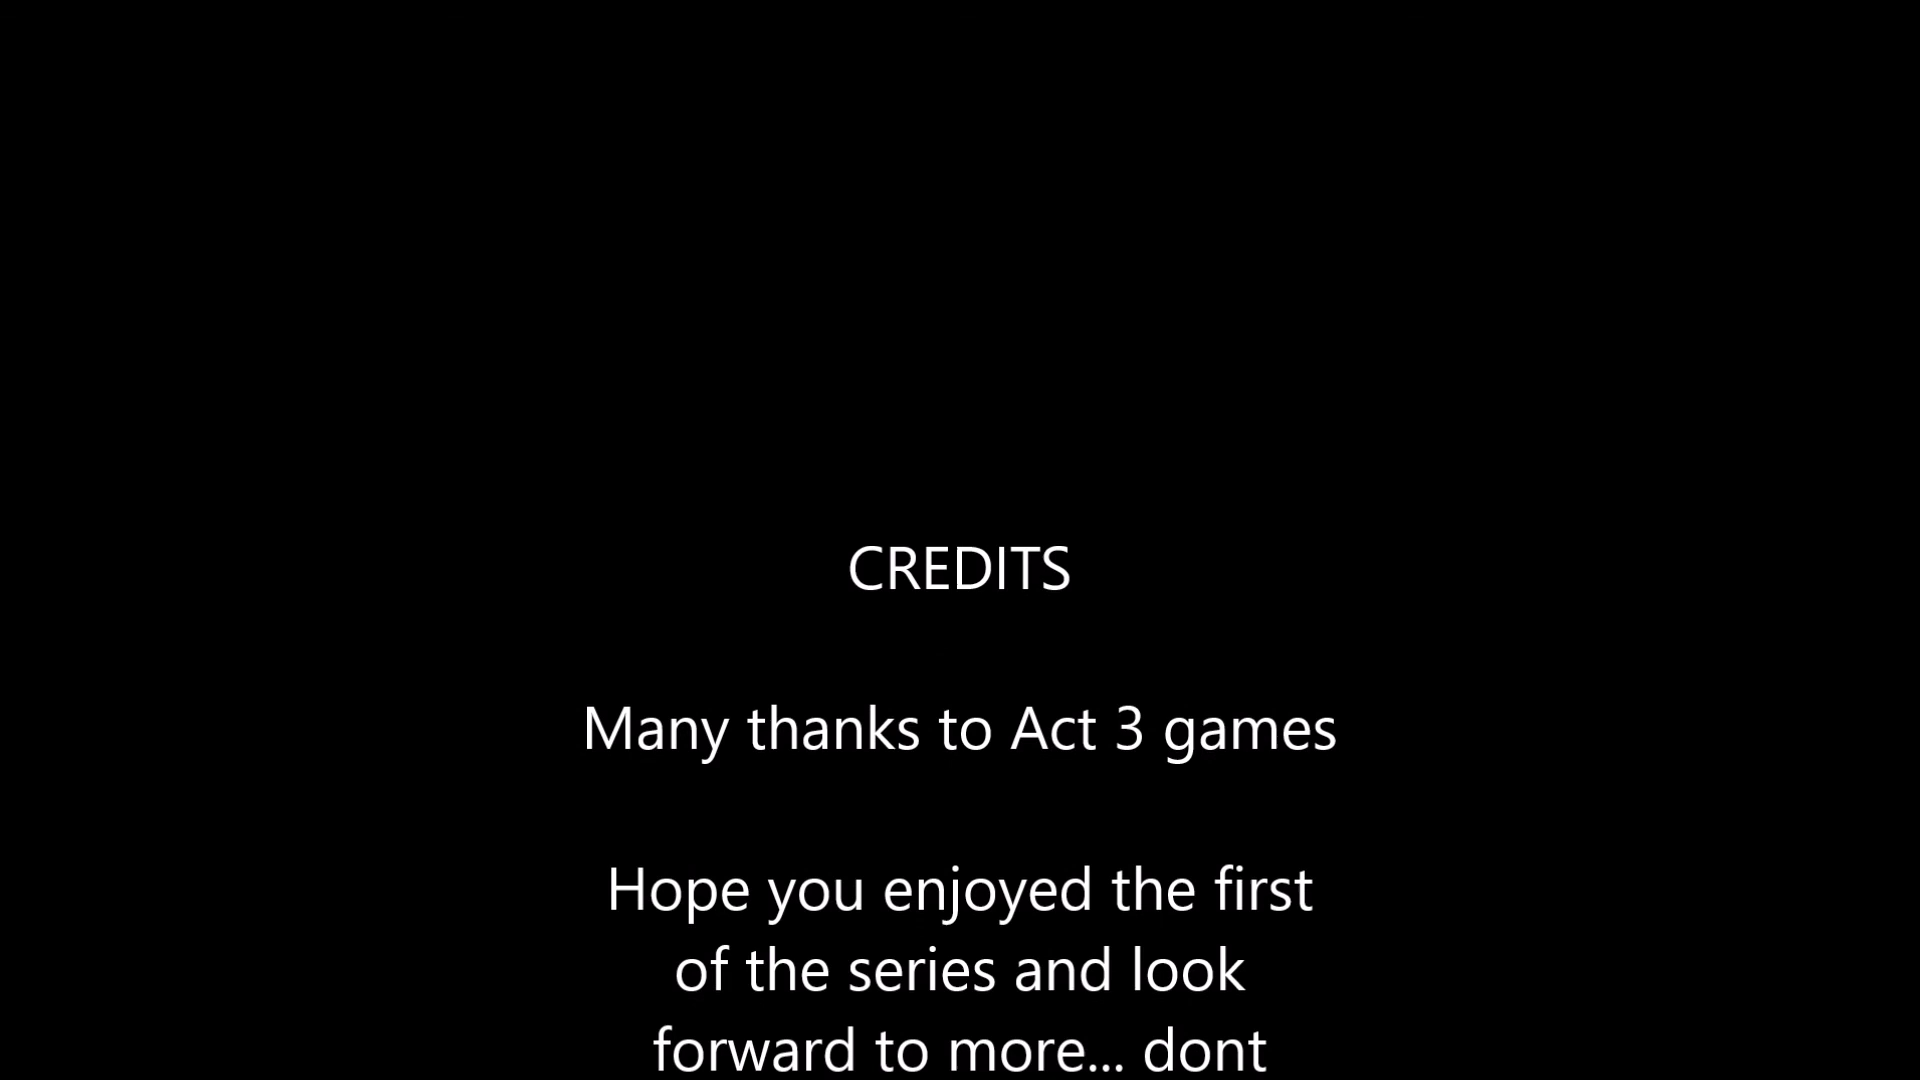 CREDITS
Many thanks to Act 3 games
Hope you enjoyed the first
of the series and look
forward to more... dont